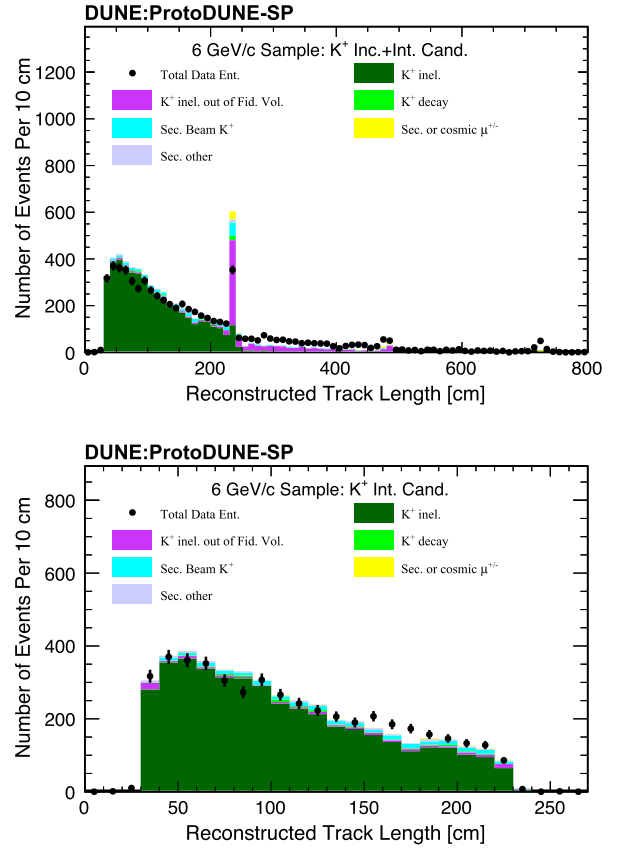 DUNE:ProtoDUNE-SP
6 GeV/c Sample: K⁺ Inc.+Int. Cand.
Total Data Ent.
K⁺ inel.
K⁺ inel. out of Fid. Vol.
K⁺ decay
Sec. Beam K⁺
Sec. or cosmic μ⁺/⁻
Sec. other
Number of Events Per 10 cm
0
200
400
600
800
1000
1200
0
200
400
600
800
Reconstructed Track Length [cm]
DUNE:ProtoDUNE-SP
6 GeV/c Sample: K⁺ Int. Cand.
Total Data Ent.
K⁺ inel.
K⁺ inel. out of Fid. Vol.
K⁺ decay
Sec. Beam K⁺
Sec. or cosmic μ⁺/⁻
Sec. other
Number of Events Per 10 cm
0
200
400
600
800
0
50
100
150
200
250
Reconstructed Track Length [cm]